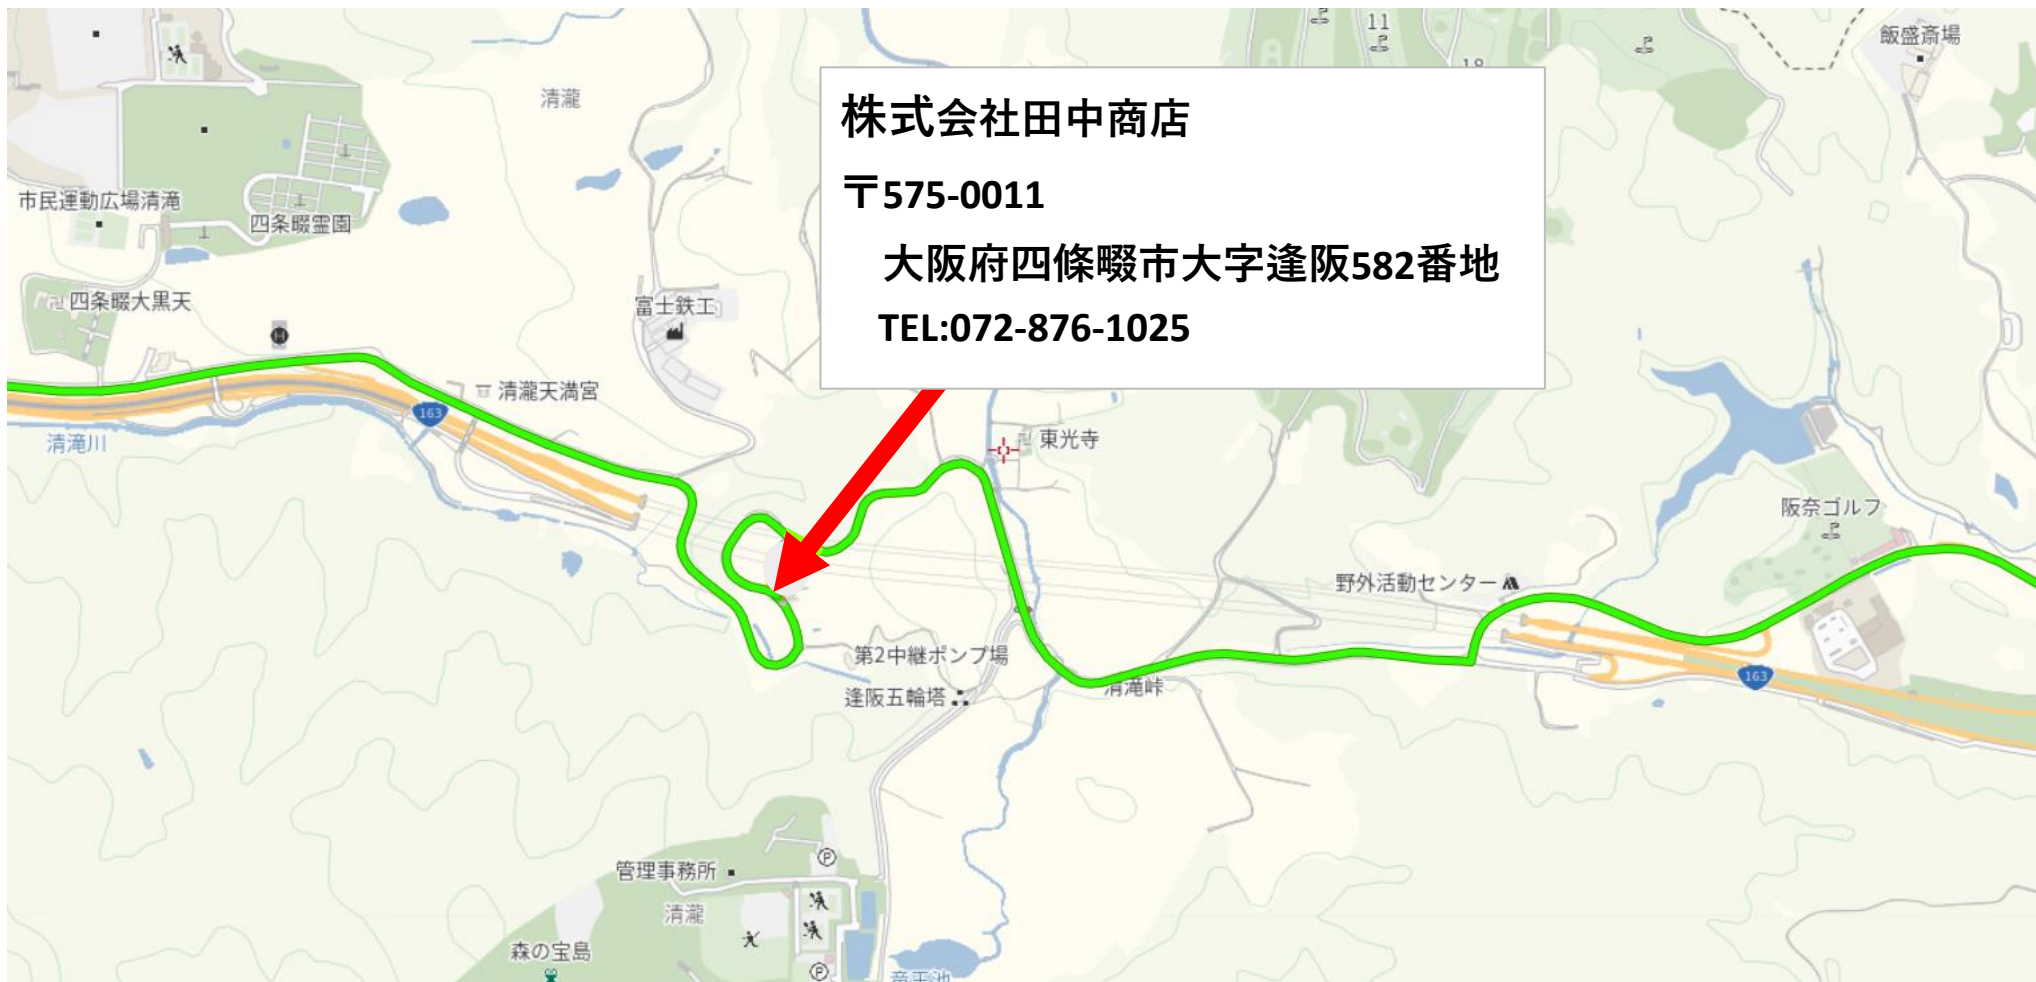 飯盛斎場
11
清瀧
株式会社田中商店
〒575-0011
大阪府四條畷市大字逢阪582番地
TEL:072-876-1025
市民運動広場清滝
四条畷霊園
四条畷大黒天
富士鉄工
H
清瀧天満宮
163
清滝川
東光寺
阪奈ゴルフ
野外活動センター
第2中継ポンプ場
清滝峠
163
逢阪五輪塔
管理事務所
P
清瀧
森の宝島
P